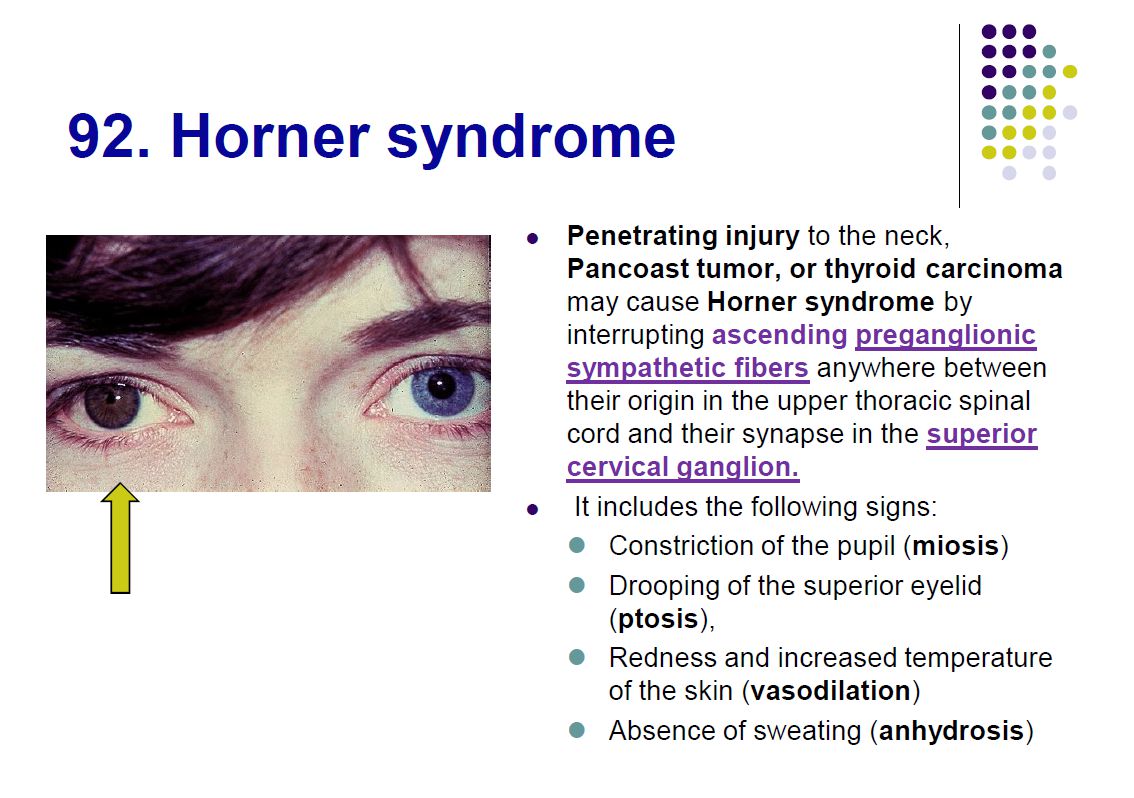 92. Horner syndrome
Penetrating injury to the neck,
Pancoast tumor, or thyroid carcinoma
may cause Horner syndrome by
interrupting ascending preganglionic
sympathetic fibers anywhere between
their origin in the upper thoracic spinal
cord and their synapse in the superior
cervical ganglion.
It includes the following signs:
Constriction of the pupil (miosis)
Drooping of the superior eyelid
(ptosis),
Redness and increased temperature
of the skin (vasodilation)
Absence of sweating (anhydrosis)